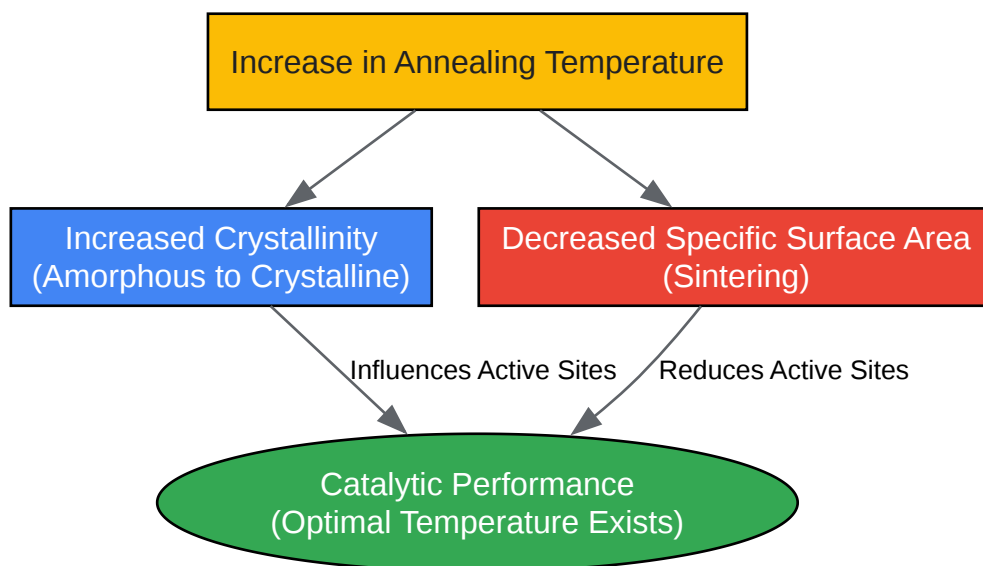 Increase in Annealing Temperature
Increased Crystallinity
(Amorphous to Crystalline)
Decreased Specific Surface Area
(Sintering)
Influences Active Sites
Reduces Active Sites
Catalytic Performance
(Optimal Temperature Exists)